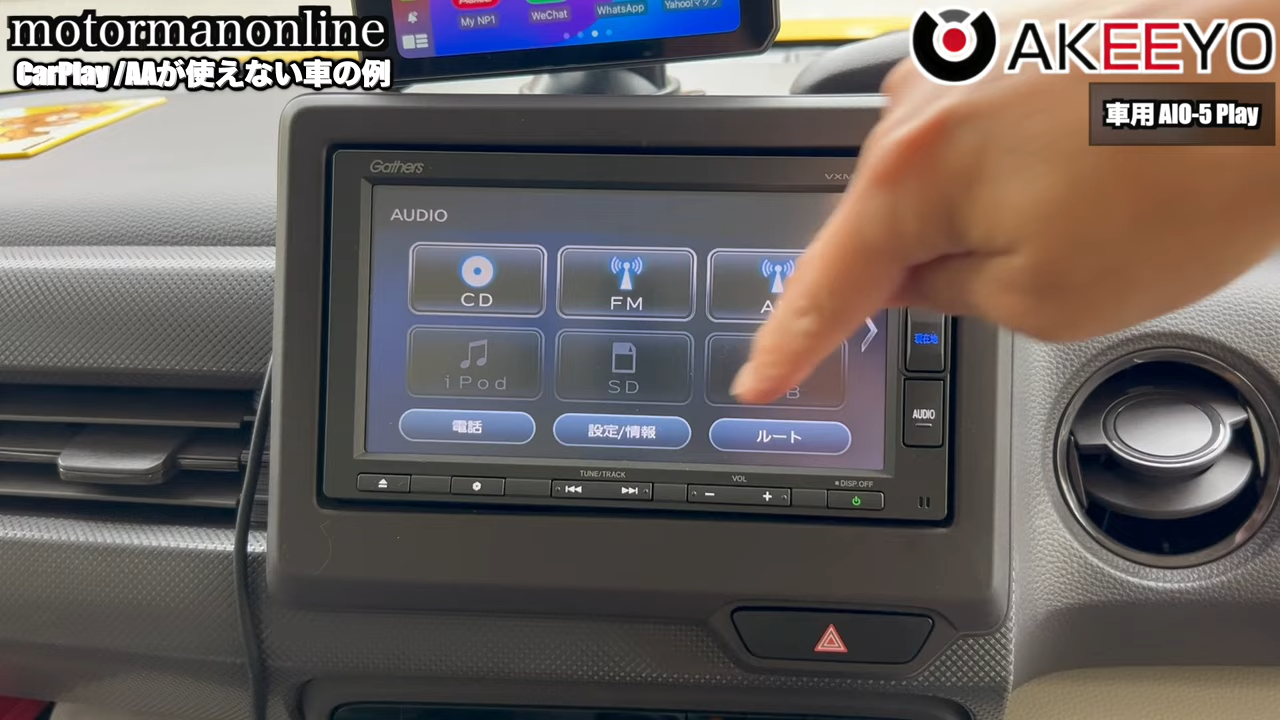 motormanonline
CarPlay /AAが使えない車の例
My NP1
WeChat
WhatsApp
Yahoo!マップ
AKEEYO
車用 AIO-5 Play
Gathers
AUDIO
CD
FM
iPod
SD
電話
設定/情報
ルート
現在地
AUDIO
TUNE/TRACK
VOL
DISP.OFF